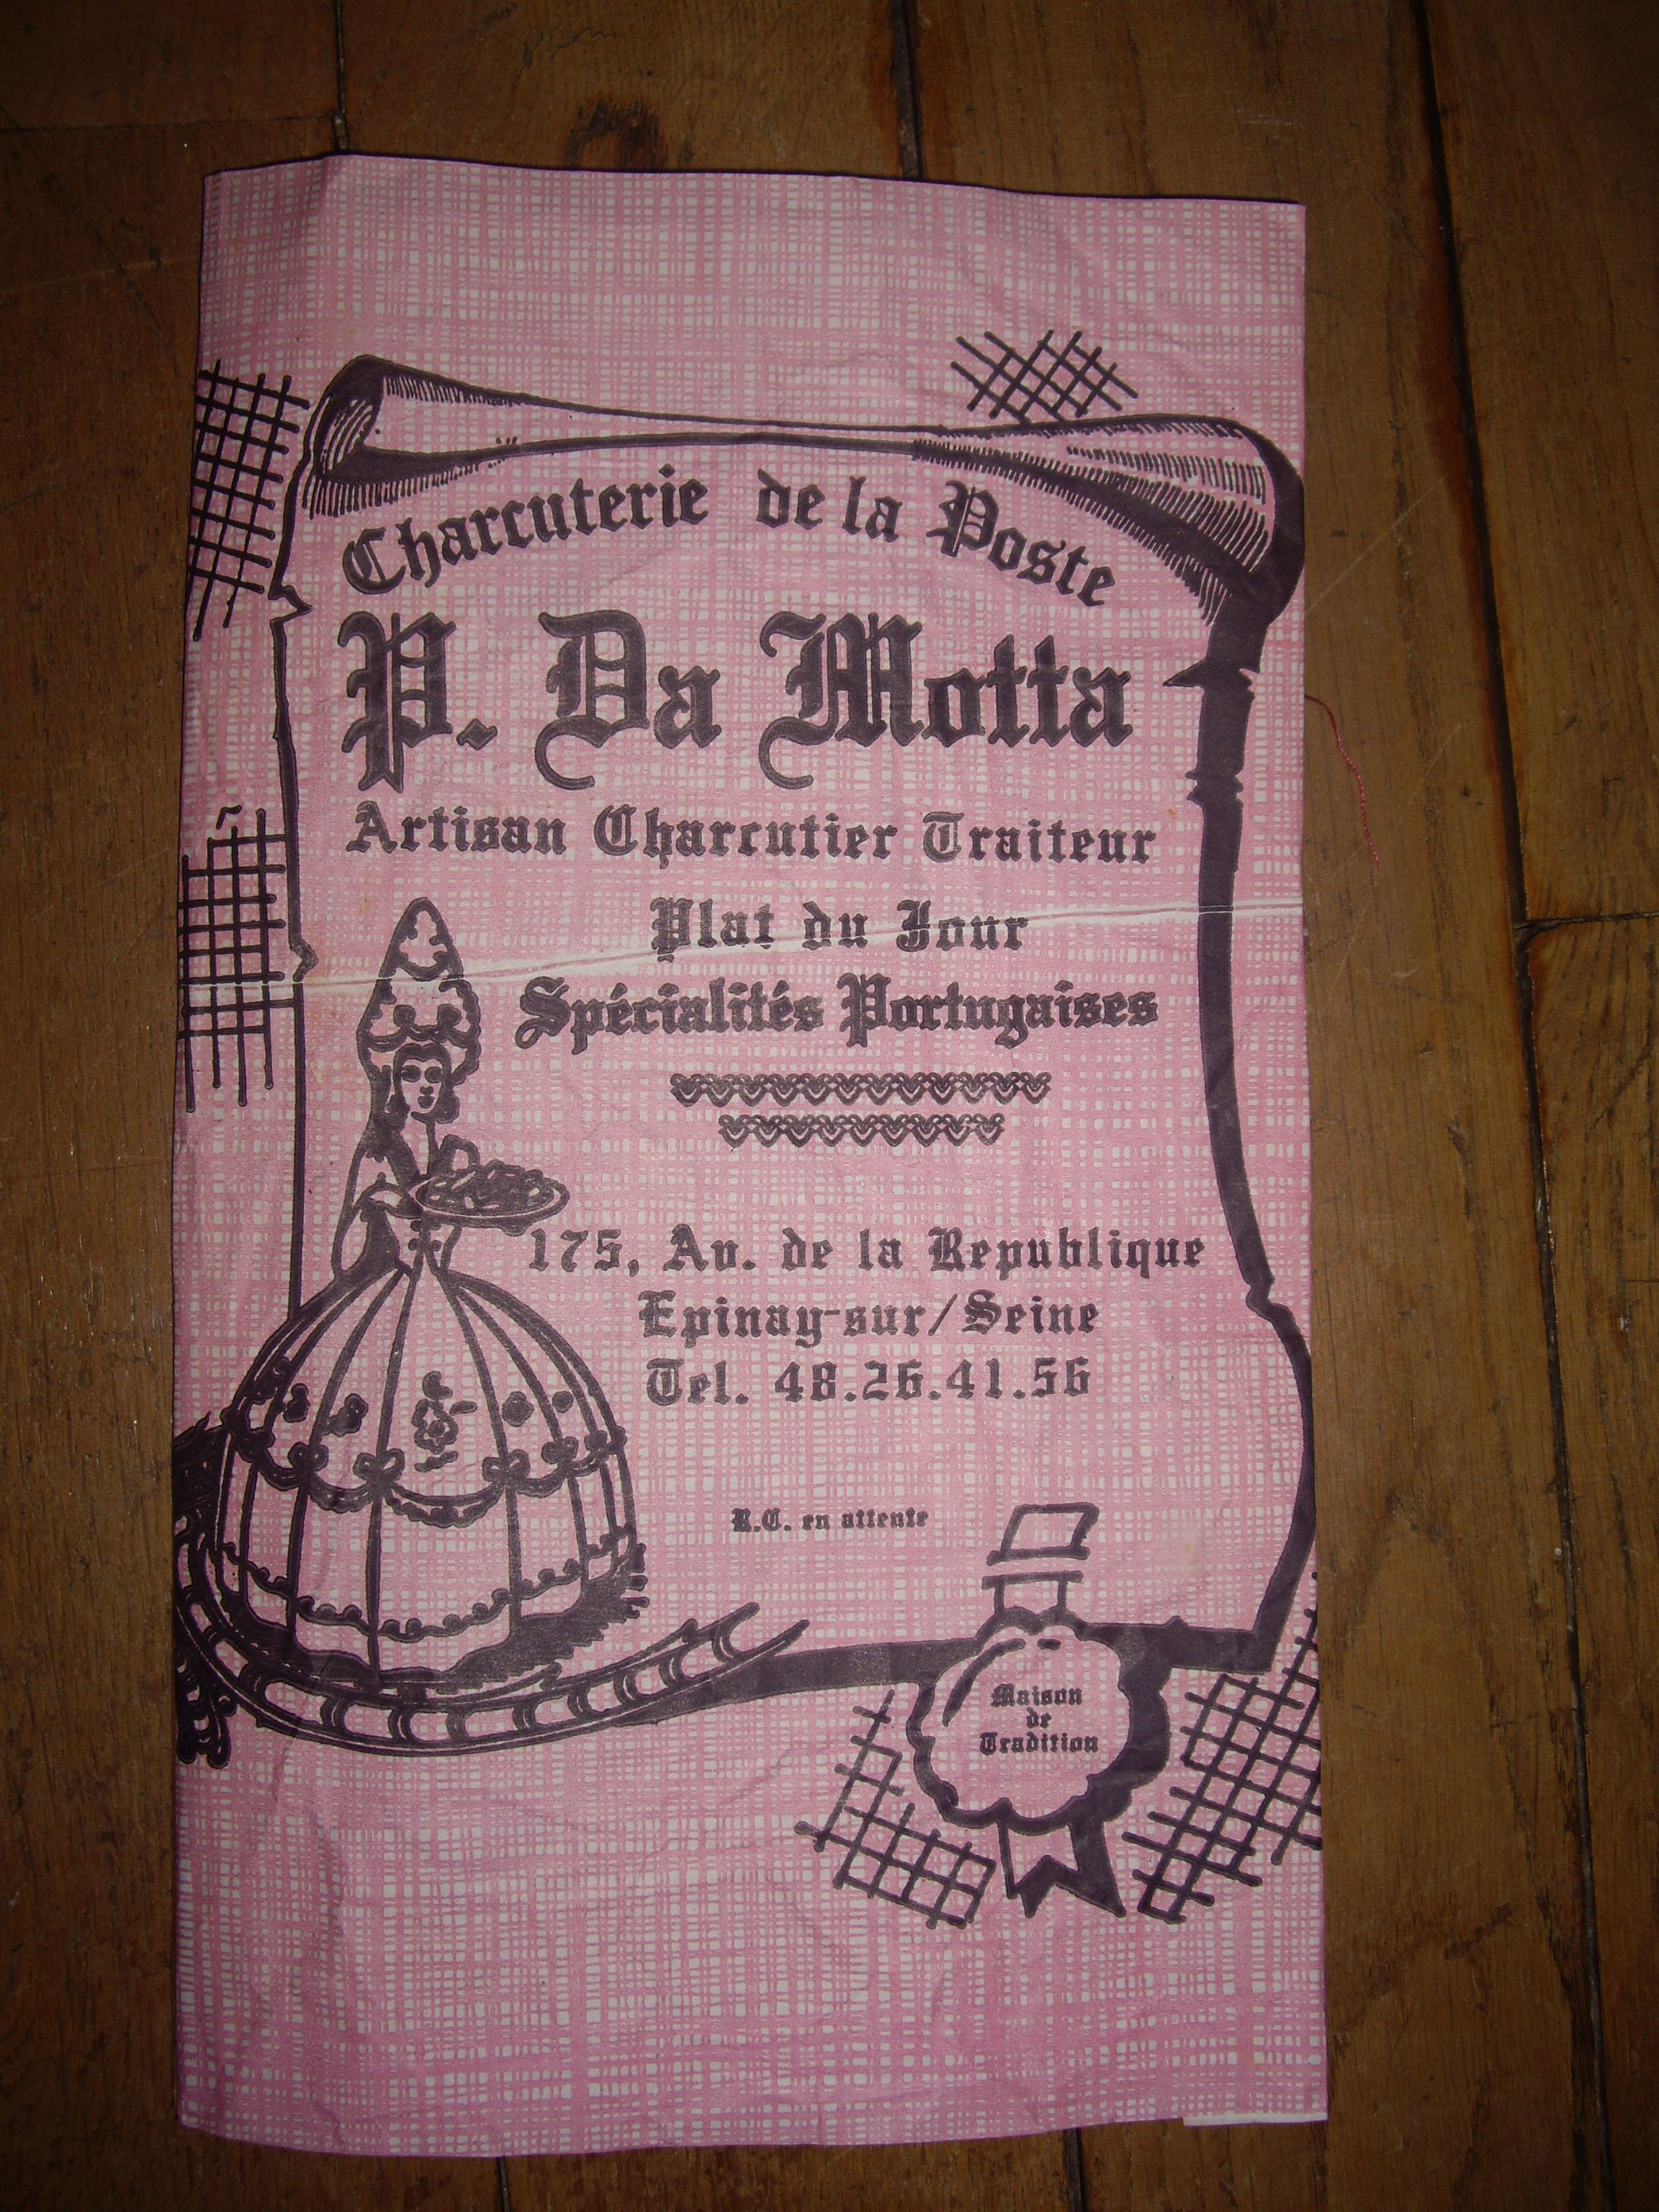 Charcuterie de la Poste
P. Da Motta
Artisan Charcutier Traiteur
Plat du Jour
Spécialités Portugaises
175, Av. de la Republique
Epinay-sur/Seine
Tel. 48.26.41.56
R.C. en attente
Maison
de
Tradition